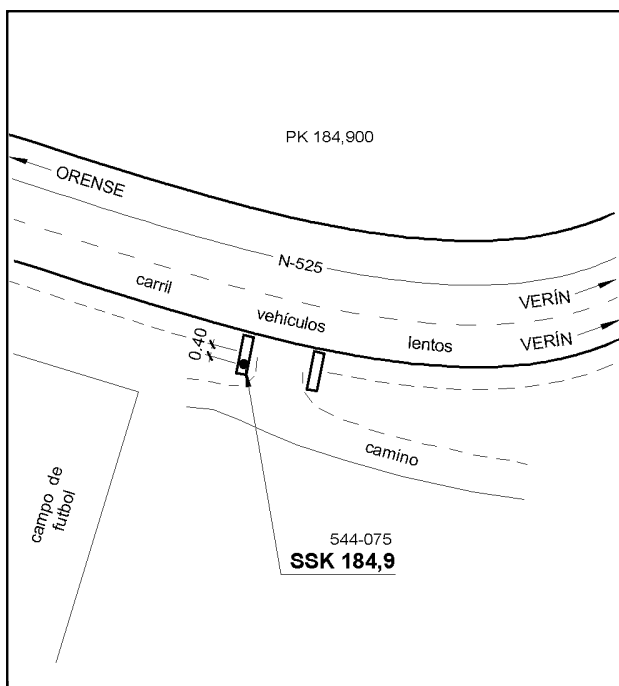 PK 184,900
ORENSE
N-525
carril
vehículos
lentos
VERÍN
VERÍN
0.40
camino
campo de
futbol
544-075
SSK 184,9